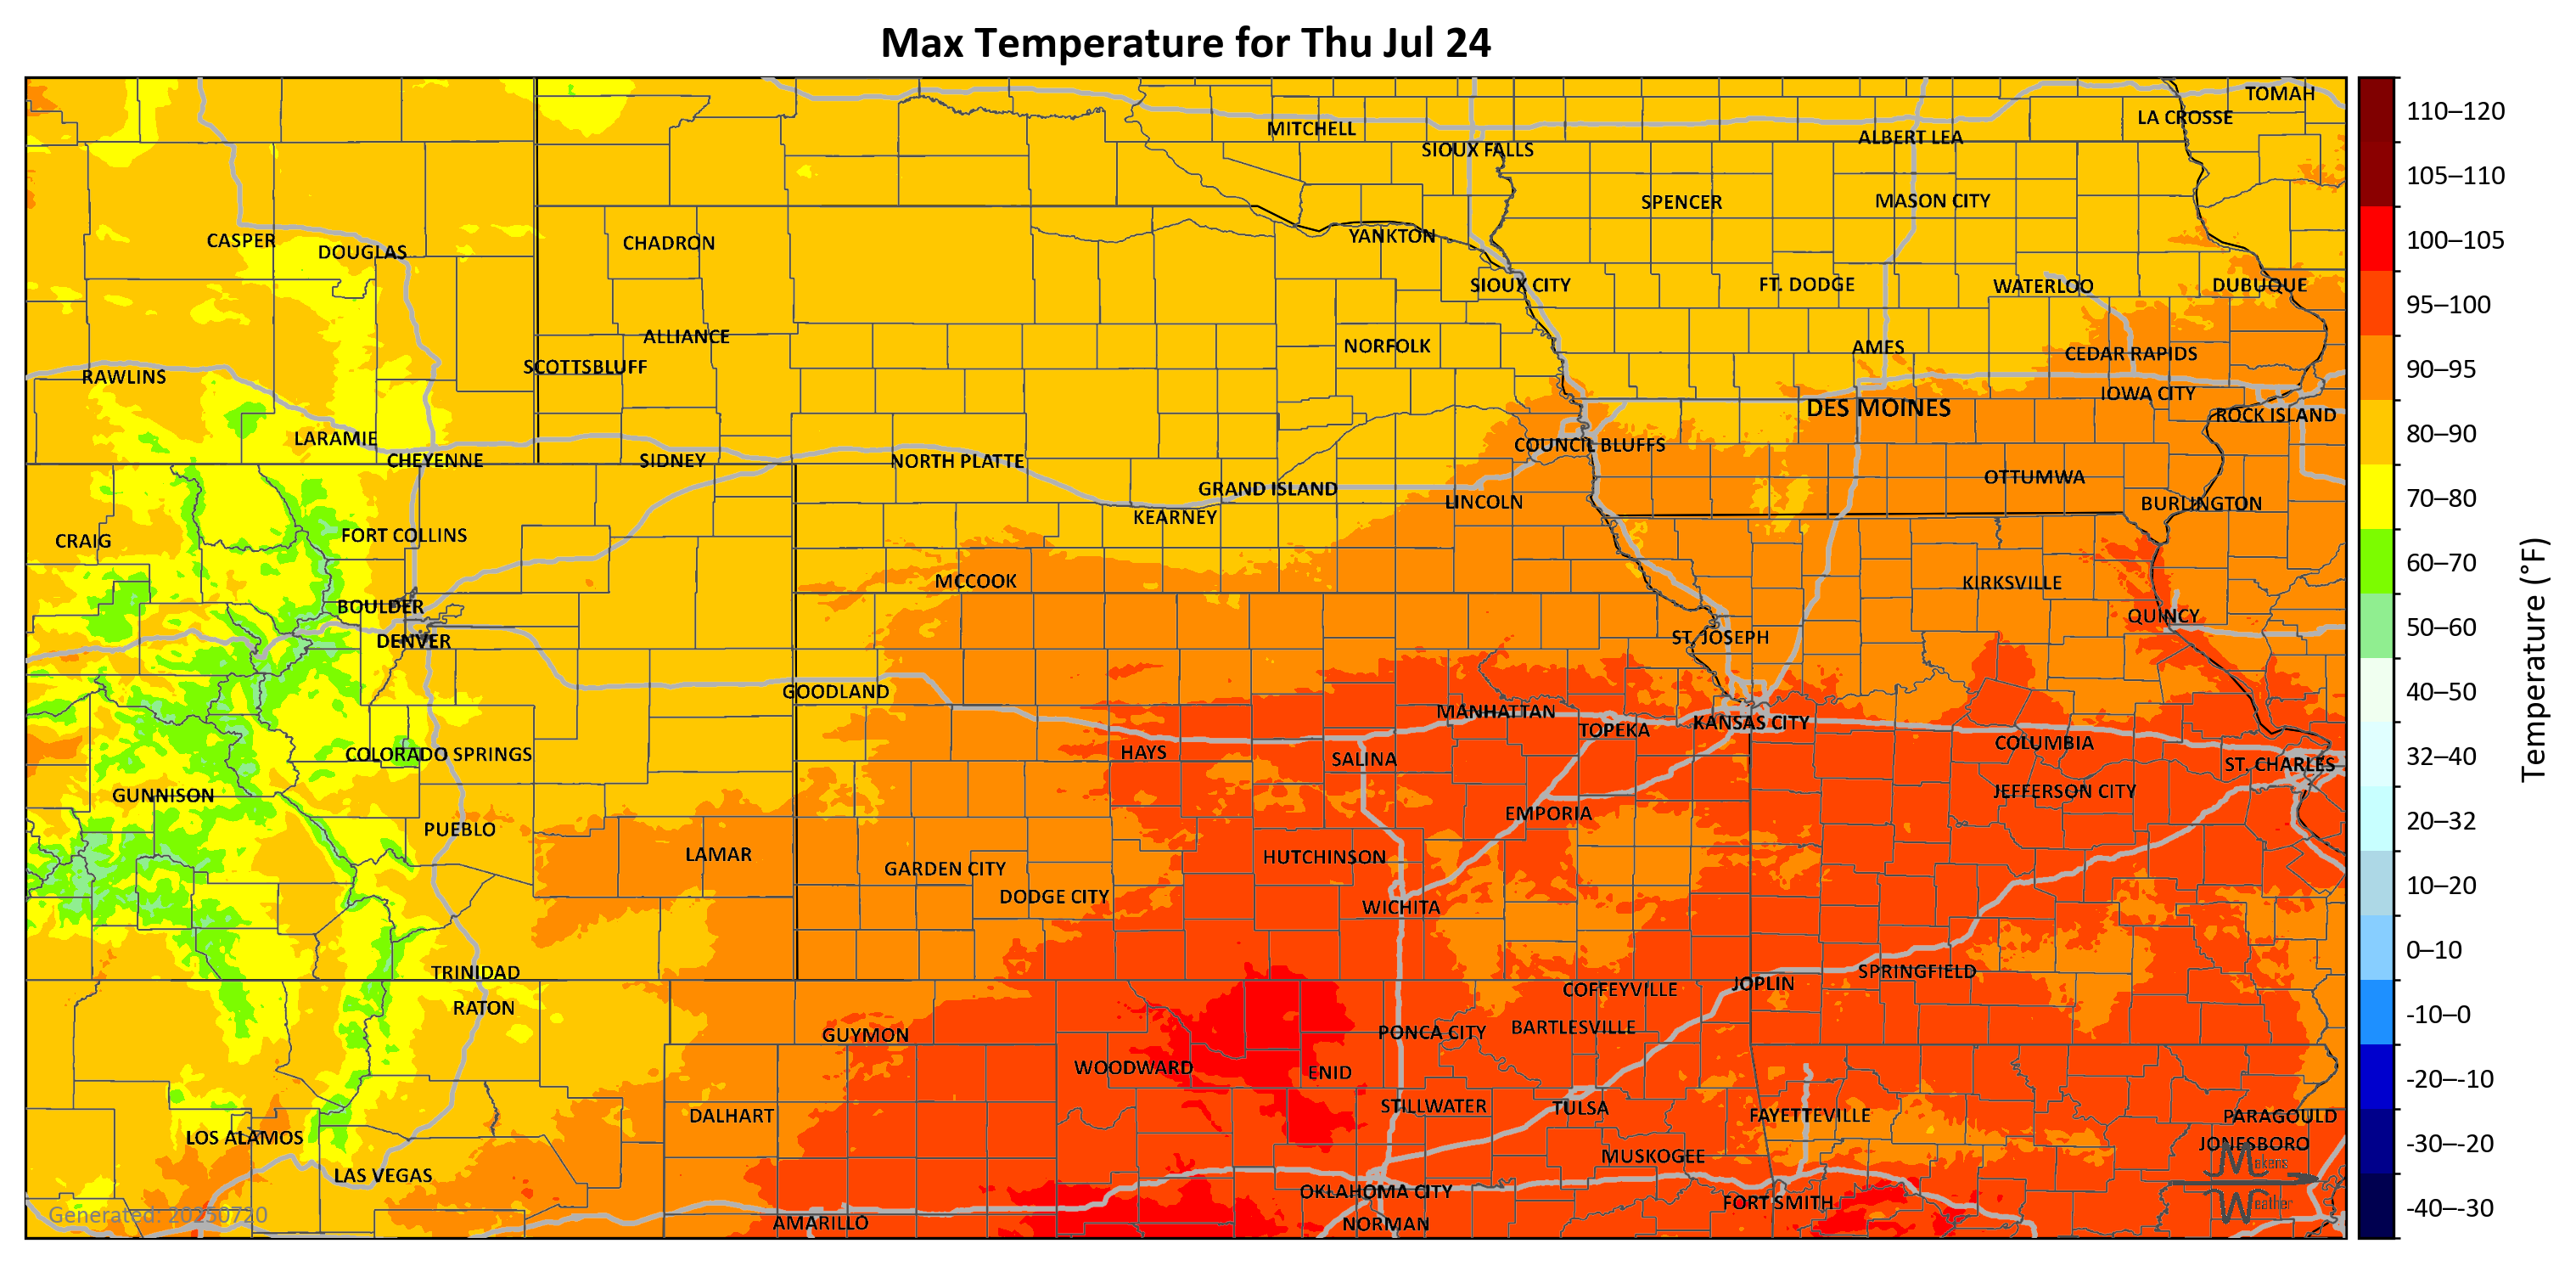 Max Temperature for Thu Jul 24
TOMAH
LA CROSSE
MITCHELL
ALBERT LEA
SIOUX FALLS
SPENCER
MASON CITY
CASPER
DOUGLAS
CHADRON
YANKTON
SIOUX CITY
FT. DODGE
WATERLOO
DUBUQUE
ALLIANCE
NORFOLK
AMES
CEDAR RAPIDS
SCOTTSBLUFF
RAWLINS
IOWA CITY
DES MOINES
ROCK ISLAND
LARAMIE
COUNCIL BLUFFS
CHEYENNE
SIDNEY
NORTH PLATTE
OTTUMWA
GRAND ISLAND
LINCOLN
BURLINGTON
KEARNEY
CRAIG
FORT COLLINS
MCCOOK
KIRKSVILLE
BOULDER
QUINCY
DENVER
ST. JOSEPH
GOODLAND
MANHATTAN
TOPEKA
KANSAS CITY
COLUMBIA
COLORADO SPRINGS
HAYS
SALINA
ST. CHARLES
GUNNISON
JEFFERSON CITY
EMPORIA
PUEBLO
LAMAR
HUTCHINSON
GARDEN CITY
DODGE CITY
WICHITA
TRINIDAD
SPRINGFIELD
JOPLIN
COFFEYVILLE
RATON
GUYMON
PONCA CITY
BARTLESVILLE
WOODWARD
ENID
DALHART
STILLWATER
TULSA
FAYETTEVILLE
PARAGOULD
LOS ALAMOS
JONESBORO
MUSKOGEE
LAS VEGAS
OKLAHOMA CITY
FORT SMITH
AMARILLO
NORMAN
Makens
Weather
Generated: 20250720
110–120
105–110
100–105
95–100
90–95
80–90
70–80
60–70
50–60
40–50
32–40
20–32
10–20
0–10
-10–0
-20–-10
-30–-20
-40–-30
Temperature (°F)